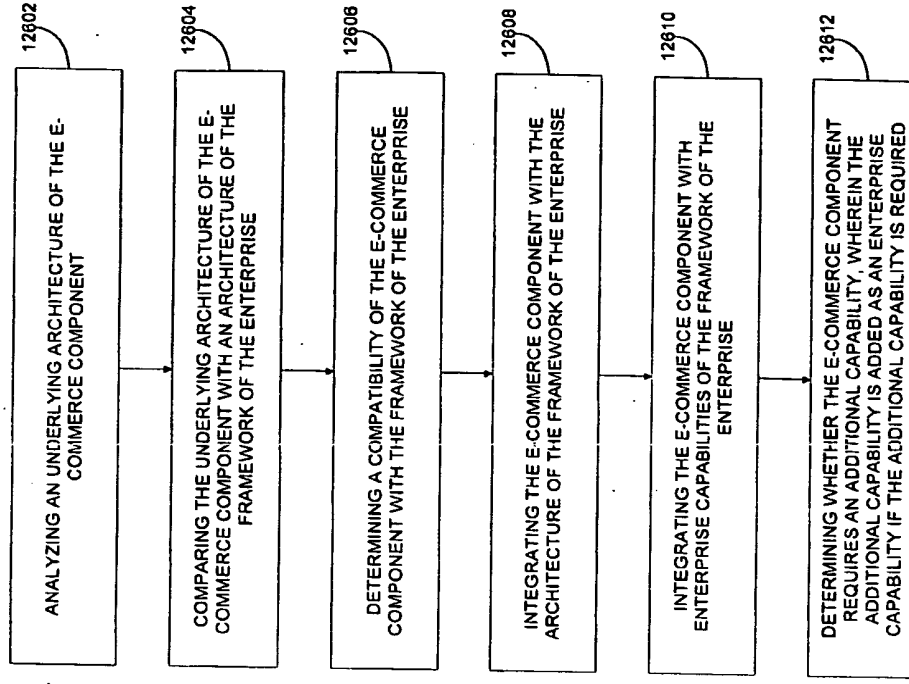 12602
ANALYZING AN UNDERLYING ARCHITECTURE OF THE E-
COMMERCE COMPONENT
12604
COMPARING THE UNDERLYING ARCHITECTURE OF THE E-
COMMERCE COMPONENT WITH AN ARCHITECTURE OF THE
FRAMEWORK OF THE ENTERPRISE
12606
DETERMINING A COMPATIBILITY OF THE E-COMMERCE
COMPONENT WITH THE FRAMEWORK OF THE ENTERPRISE
12608
INTEGRATING THE E-COMMERCE COMPONENT WITH THE
ARCHITECTURE OF THE FRAMEWORK OF THE ENTERPRISE
12610
INTEGRATING THE E-COMMERCE COMPONENT WITH
ENTERPRISE CAPABILITIES OF THE FRAMEWORK OF THE
ENTERPRISE
12612
DETERMINING WHETHER THE E-COMMERCE COMPONENT
REQUIRES AN ADDITIONAL CAPABILITY, WHEREIN THE
ADDITIONAL CAPABILITY IS ADDED AS AN ENTERPRISE
CAPABILITY IF THE ADDITIONAL CAPABILITY IS REQUIRED